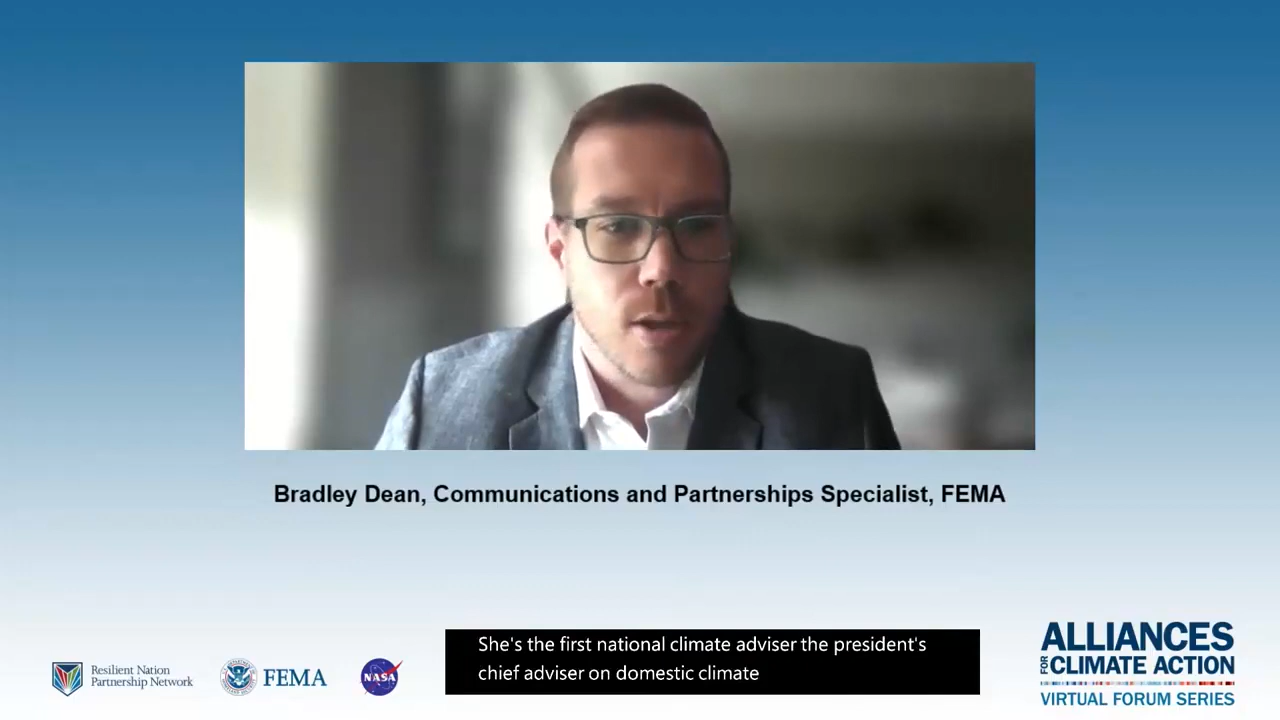 Bradley Dean, Communications and Partnerships Specialist, FEMA
She's the first national climate adviser the president's
chief adviser on domestic climate
Resilient Nation
Partnership Network
FEMA
NASA
ALLIANCES
FOR CLIMATE ACTION
VIRTUAL FORUM SERIES